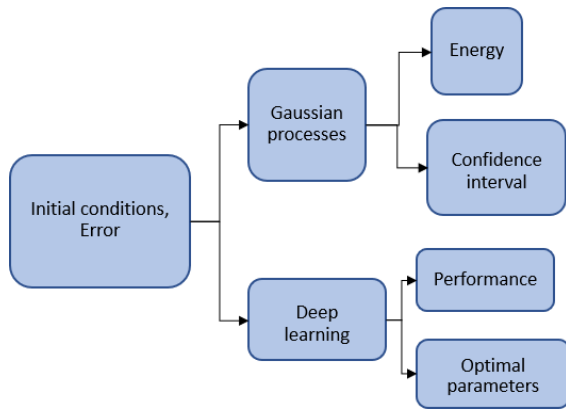 Initial conditions,
Error
Gaussian
processes
Energy
Confidence
interval
Deep
learning
Performance
Optimal
parameters